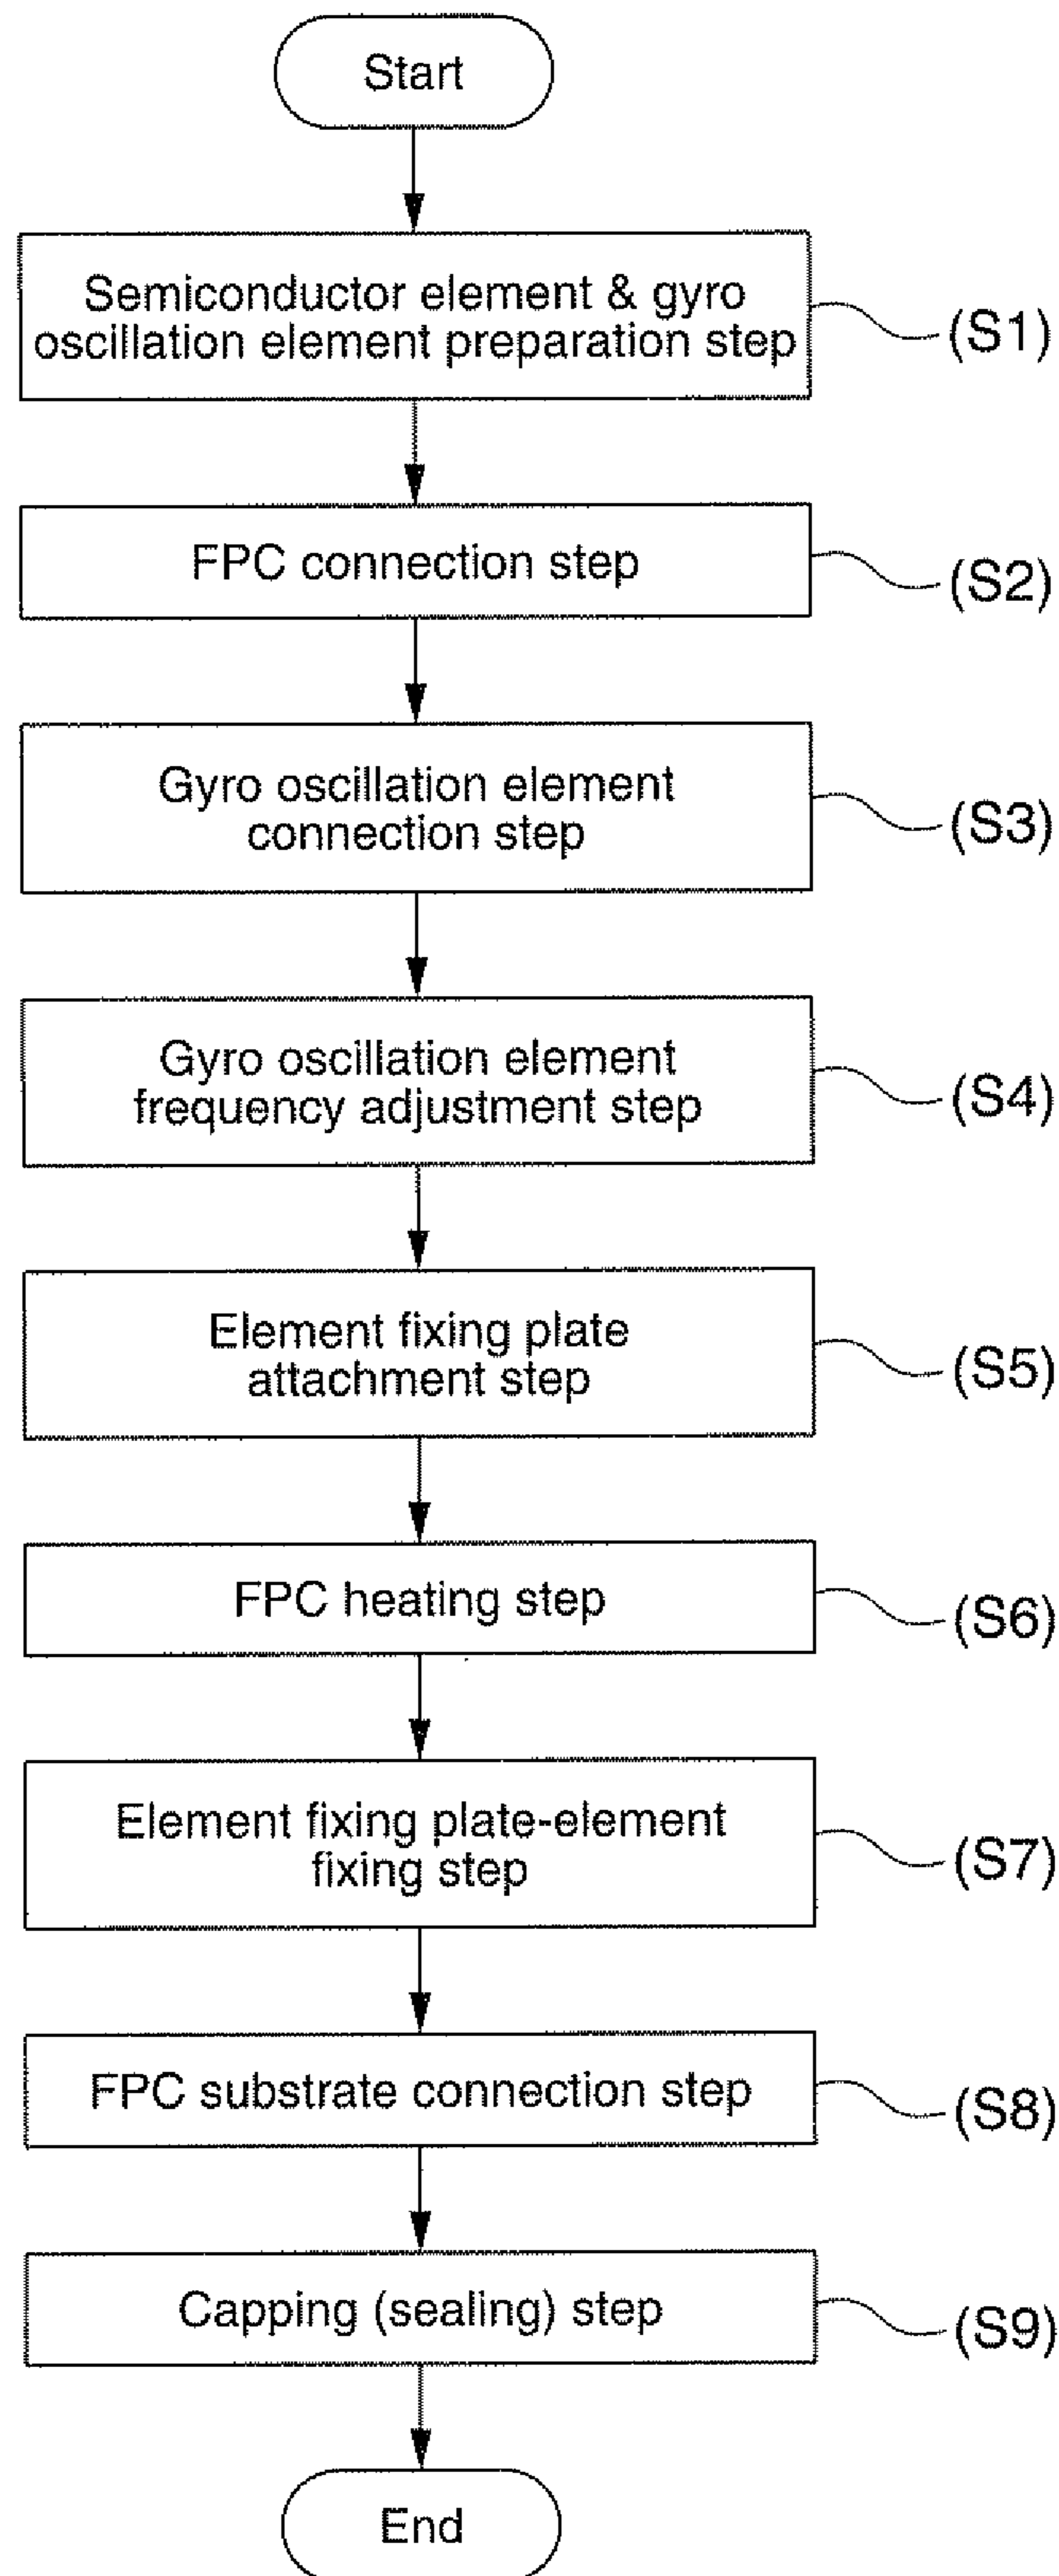 Start
Semiconductor element & gyro
oscillation element preparation step
(S1)
FPC connection step
(S2)
Gyro oscillation element
connection step
(S3)
Gyro oscillation element
frequency adjustment step
(S4)
Element fixing plate
attachment step
(S5)
FPC heating step
(S6)
Element fixing plate-element
fixing step
(S7)
FPC substrate connection step
(S8)
Capping (sealing) step
(S9)
End